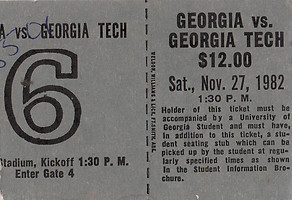 A vs. GEORGIA TECH
6
Stadium, Kickoff 1:30 P.M.
Enter Gate 4
GEORGIA vs.
GEORGIA TECH
$12.00
Sat., Nov. 27, 1982
1:30 P. M.
Holder of this ticket must be
accompanied by a University of
Georgia Student and must have,
in addition to this ticket, a
student seating stub which can
be picked up by the student at
regularly specified times as shown
In the Student Information Bro-
chure.